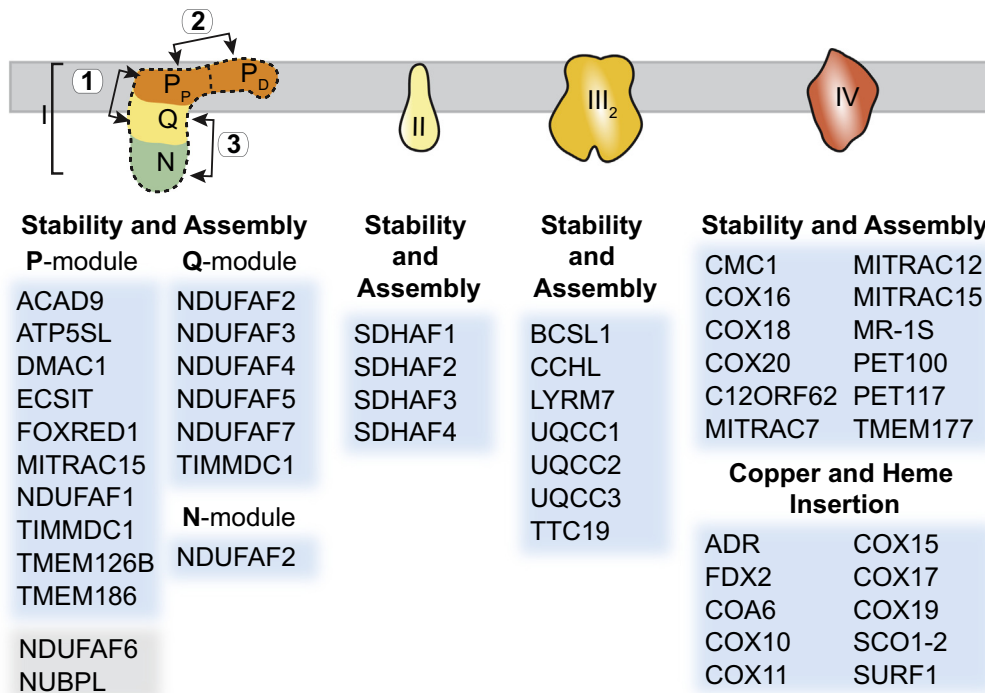 1
2
3
I
P_P
P_D
Q
N
II
III_2
IV
Stability and Assembly
P-module
ACAD9
ATP5SL
DMAC1
ECSIT
FOXRED1
MITRAC15
NDUFAF1
TIMMDC1
TMEM126B
TMEM186
NDUFAF6
NUBPL
Q-module
NDUFAF2
NDUFAF3
NDUFAF4
NDUFAF5
NDUFAF7
TIMMDC1
N-module
NDUFAF2
Stability
and
Assembly
SDHAF1
SDHAF2
SDHAF3
SDHAF4
Stability
and
Assembly
BCSL1
CCHL
LYRM7
UQCC1
UQCC2
UQCC3
TTC19
Stability and Assembly
CMC1
COX16
COX18
COX20
C12ORF62
MITRAC7
MITRAC12
MITRAC15
MR-1S
PET100
PET117
TMEM177
Copper and Heme
Insertion
ADR
FDX2
COA6
COX10
COX11
COX15
COX17
COX19
SCO1-2
SURF1